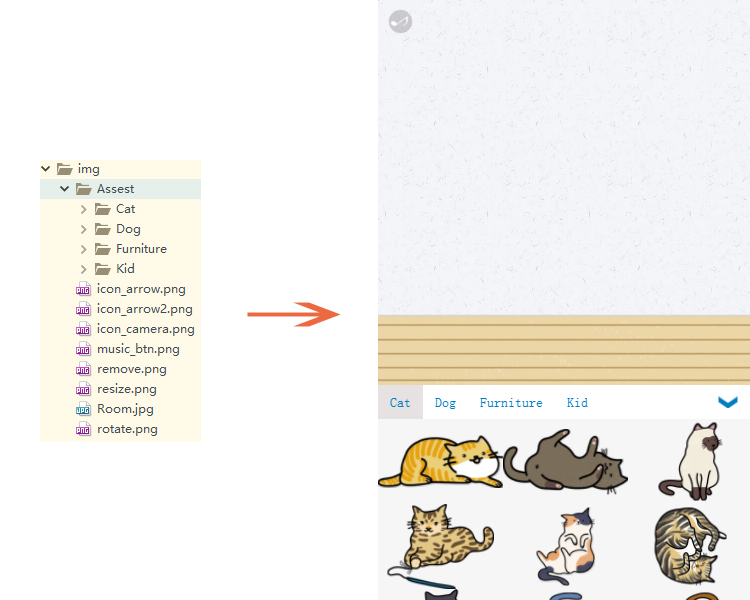 img
Assest
Cat
Dog
Furniture
Kid
icon_arrow.png
icon_arrow2.png
icon_camera.png
music_btn.png
remove.png
resize.png
Room.jpg
rotate.png
Cat Dog Furniture Kid